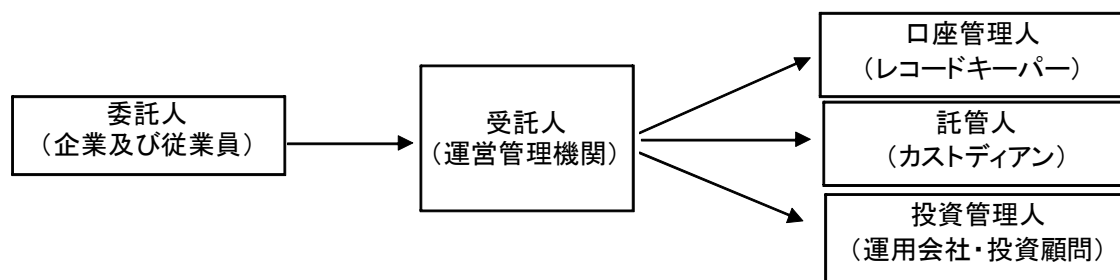 委託人
（企業及び従業員）
受託人
（運営管理機関）
口座管理人
（レコードキーパー）
託管人
（カストディアン）
投資管理人
（運用会社・投資顧問）